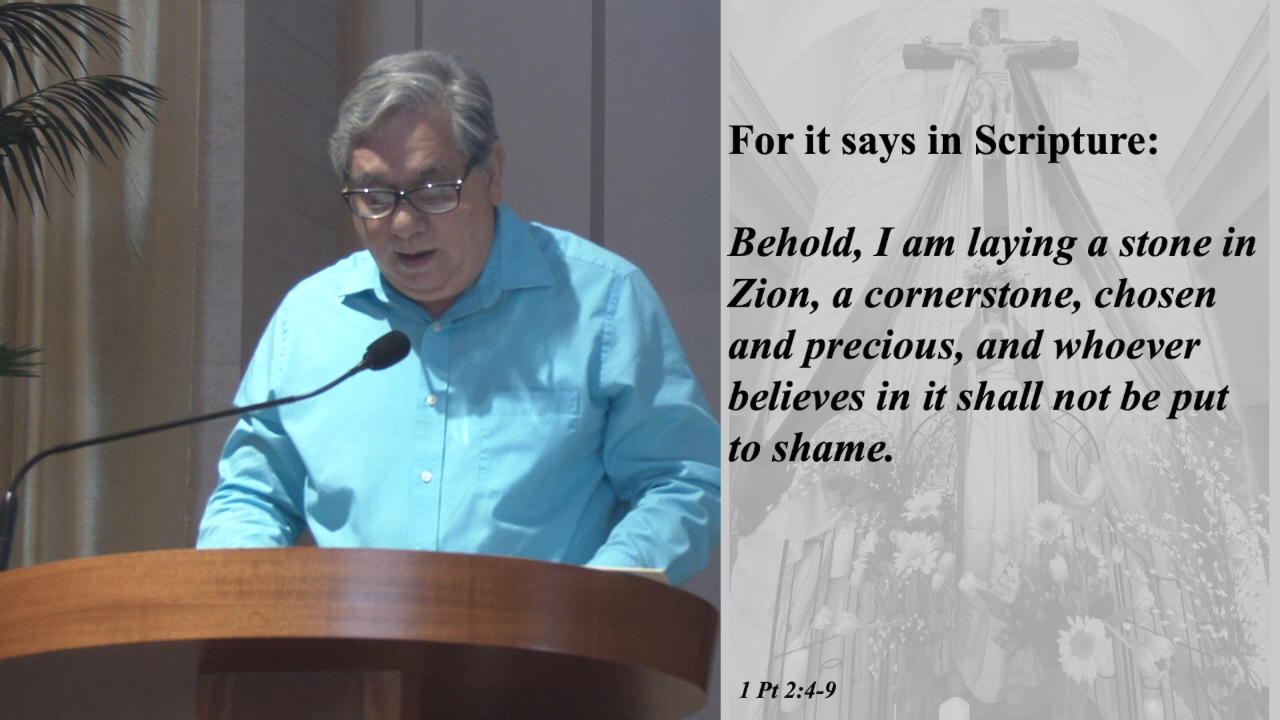 For it says in Scripture:
Behold, I am laying a stone in
Zion, a cornerstone, chosen
and precious, and whoever
believes in it shall not be put
to shame.
1 Pt 2:4-9